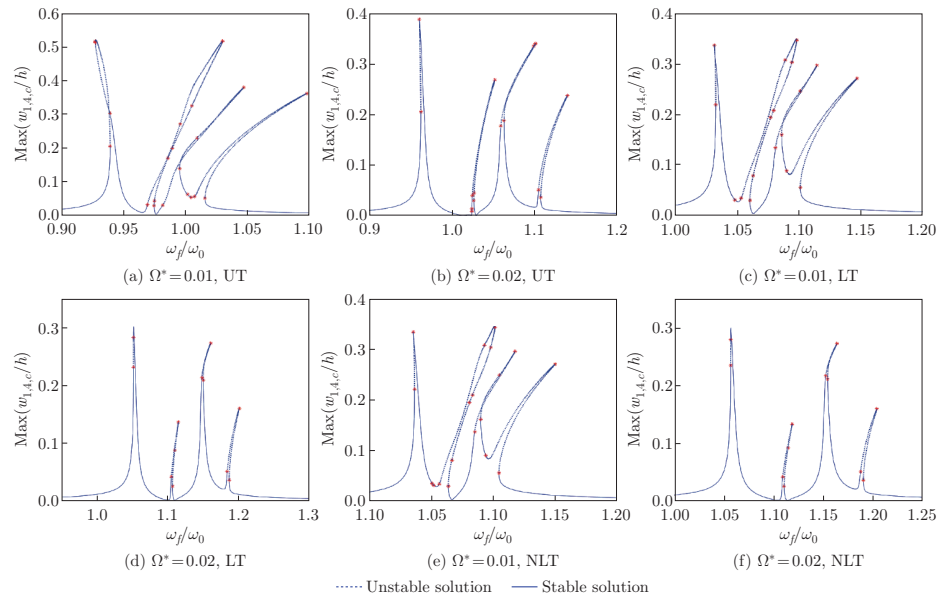 0.6
0.5
0.4
0.3
0.2
0.1
0.0
Max(w1,4,c/h)
0.90 0.95 1.00 1.05 1.10
ωf/ω0
(a) Ω*=0.01, UT
0.4
0.3
0.2
0.1
0.0
Max(w1,4,c/h)
0.9 1.0 1.1 1.2
ωf/ω0
(b) Ω*=0.02, UT
0.4
0.3
0.2
0.1
0.0
Max(w1,4,c/h)
1.00 1.05 1.10 1.15 1.20
ωf/ω0
(c) Ω*=0.01, LT
0.3
0.2
0.1
0.0
Max(w1,4,c/h)
1.0 1.1 1.2 1.3
ωf/ω0
(d) Ω*=0.02, LT
0.4
0.3
0.2
0.1
0.0
Max(w1,4,c/h)
1.10 1.05 1.10 1.15 1.20
ωf/ω0
(e) Ω*=0.01, NLT
0.3
0.2
0.1
0.0
Max(w1,4,c/h)
1.00 1.05 1.10 1.15 1.20 1.25
ωf/ω0
(f) Ω*=0.02, NLT
Unstable solution Stable solution